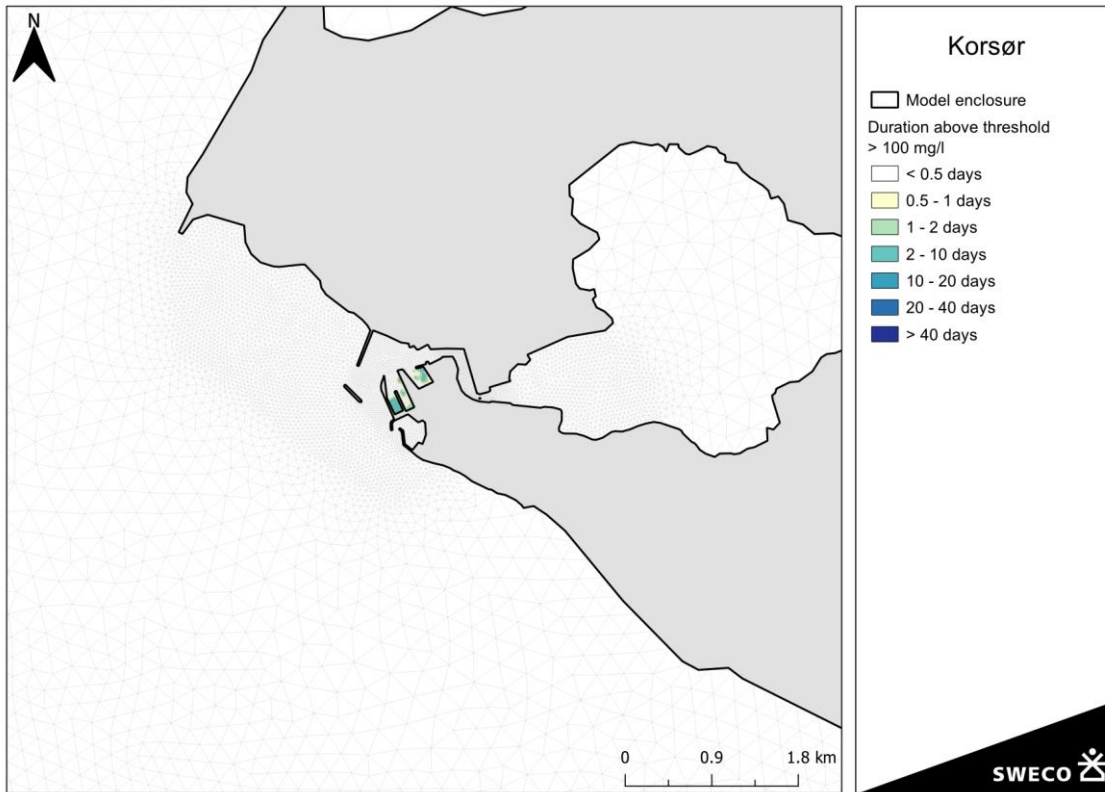 N
Korsør
Model enclosure
Duration above threshold
> 100 mg/l
< 0.5 days
0.5 - 1 days
1 - 2 days
2 - 10 days
10 - 20 days
20 - 40 days
> 40 days
0 0.9 1.8 km
SWECO